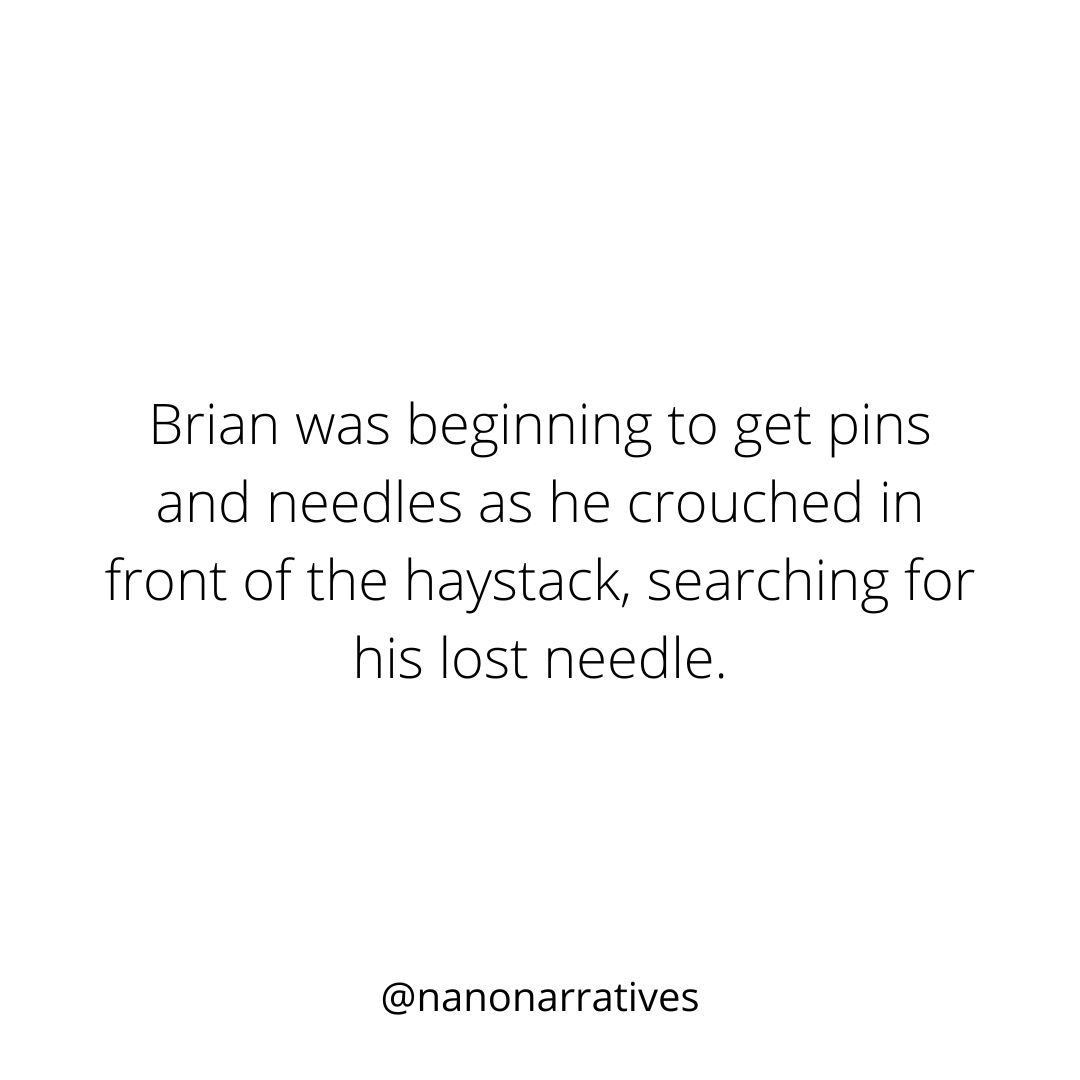 Brian was beginning to get pins
and needles as he crouched in
front of the haystack, searching for
his lost needle.
@nanonarratives